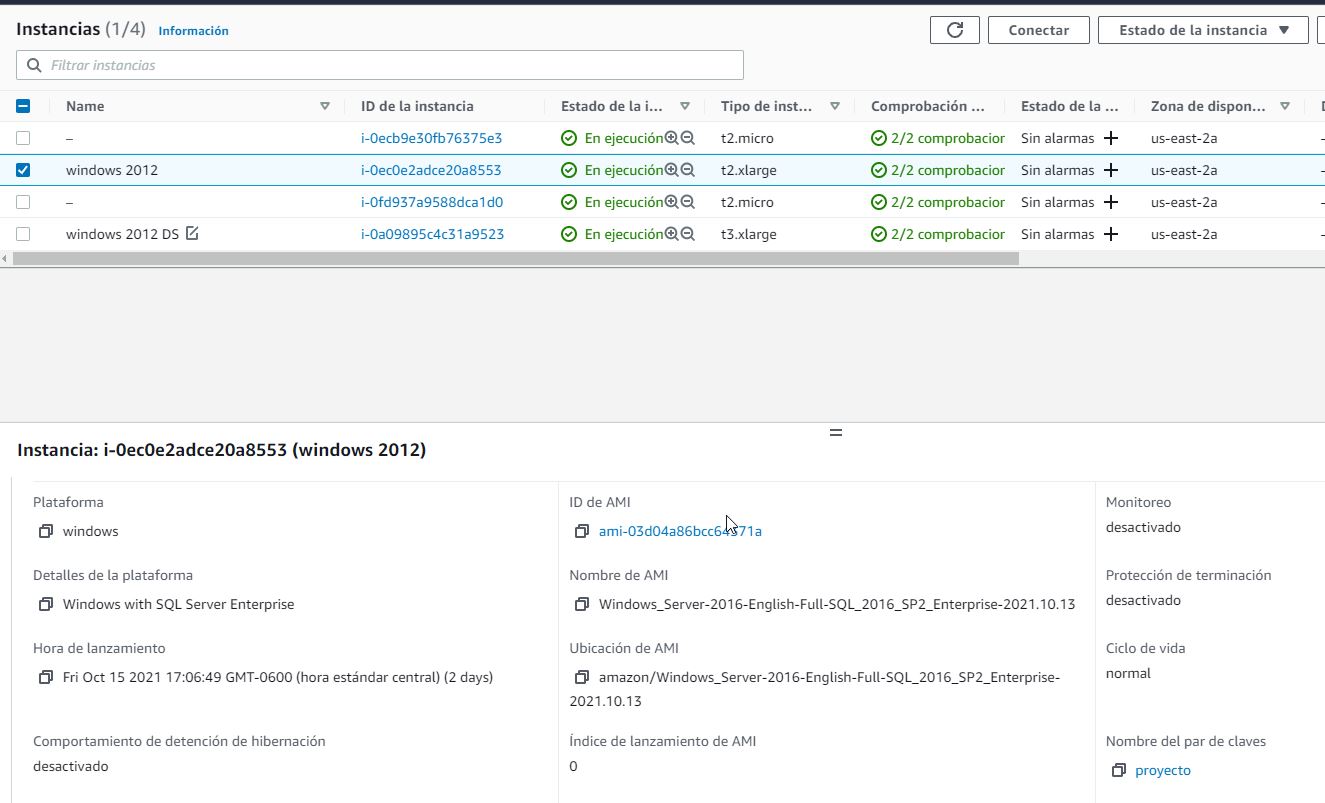 Instancias (1/4) Información
Conectar
Estado de la instancia
Filtrar instancias
Name ID de la instancia Estado de la i... Tipo de inst... Comprobación ... Estado de la ... Zona de dispon...
– i-0ecb9e30fb76375e3 En ejecución t2.micro 2/2 comprobacior Sin alarmas us-east-2a
windows 2012 i-0ec0e2adce20a8553 En ejecución t2.xlarge 2/2 comprobacior Sin alarmas us-east-2a
– i-0fd937a9588dca1d0 En ejecución t2.micro 2/2 comprobacior Sin alarmas us-east-2a
windows 2012 DS i-0a09895c4c31a9523 En ejecución t3.xlarge 2/2 comprobacior Sin alarmas us-east-2a
Instancia: i-0ec0e2adce20a8553 (windows 2012)
Plataforma
windows
Detalles de la plataforma
Windows with SQL Server Enterprise
Hora de lanzamiento
Fri Oct 15 2021 17:06:49 GMT-0600 (hora estándar central) (2 days)
Comportamiento de detención de hibernación
desactivado
ID de AMI
Nombre de AMI
Windows_Server-2016-English-Full-SQL_2016_SP2_Enterprise-2021.10.13
Ubicación de AMI
amazon/Windows_Server-2016-English-Full-SQL_2016_SP2_Enterprise-
2021.10.13
Índice de lanzamiento de AMI
0
Monitoreo
desactivado
Protección de terminación
desactivado
Ciclo de vida
normal
Nombre del par de claves
proyecto